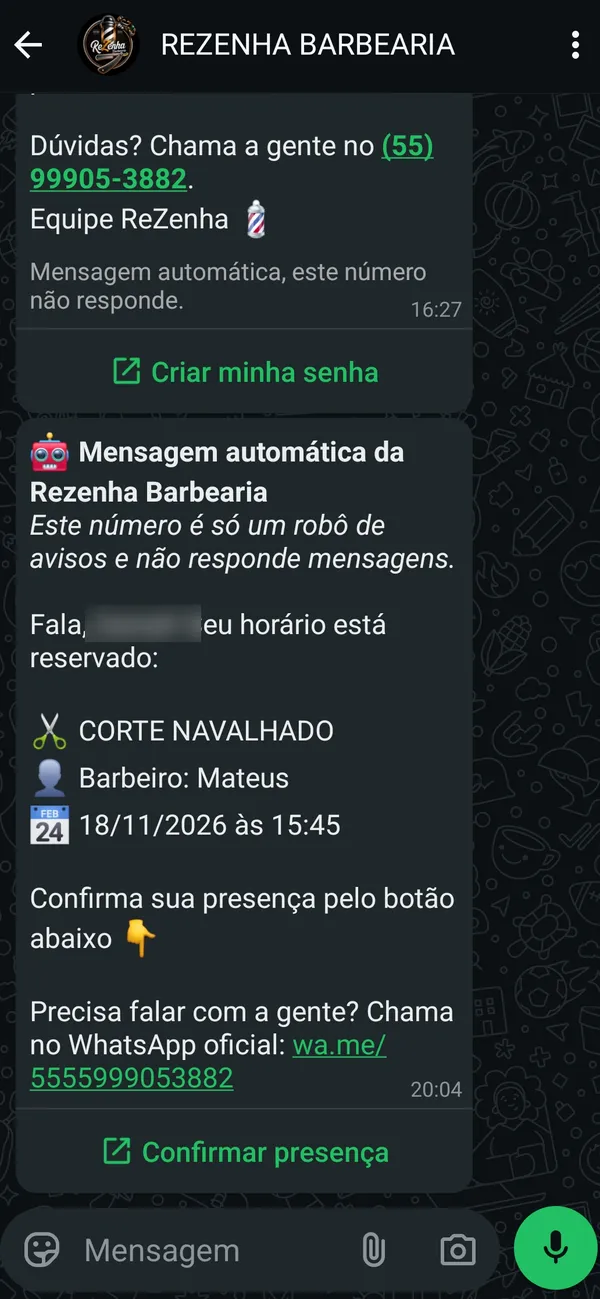 REZENHA BARBEARIA
ReZenha
Dúvidas? Chama a gente no (55)
99905-3882.
Equipe ReZenha 💈
Mensagem automática, este número
não responde.
16:27
Criar minha senha
🤖 Mensagem automática da
Rezenha Barbearia
Este número é só um robô de
avisos e não responde mensagens.
Fala, eu horário está
reservado:
✂️ CORTE NAVALHADO
👤 Barbeiro: Mateus
📅 18/11/2026 às 15:45
Confirma sua presença pelo botão
abaixo 👇
Precisa falar com a gente? Chama
no WhatsApp oficial: wa.me/
5555999053882
20:04
Confirmar presença
Mensagem